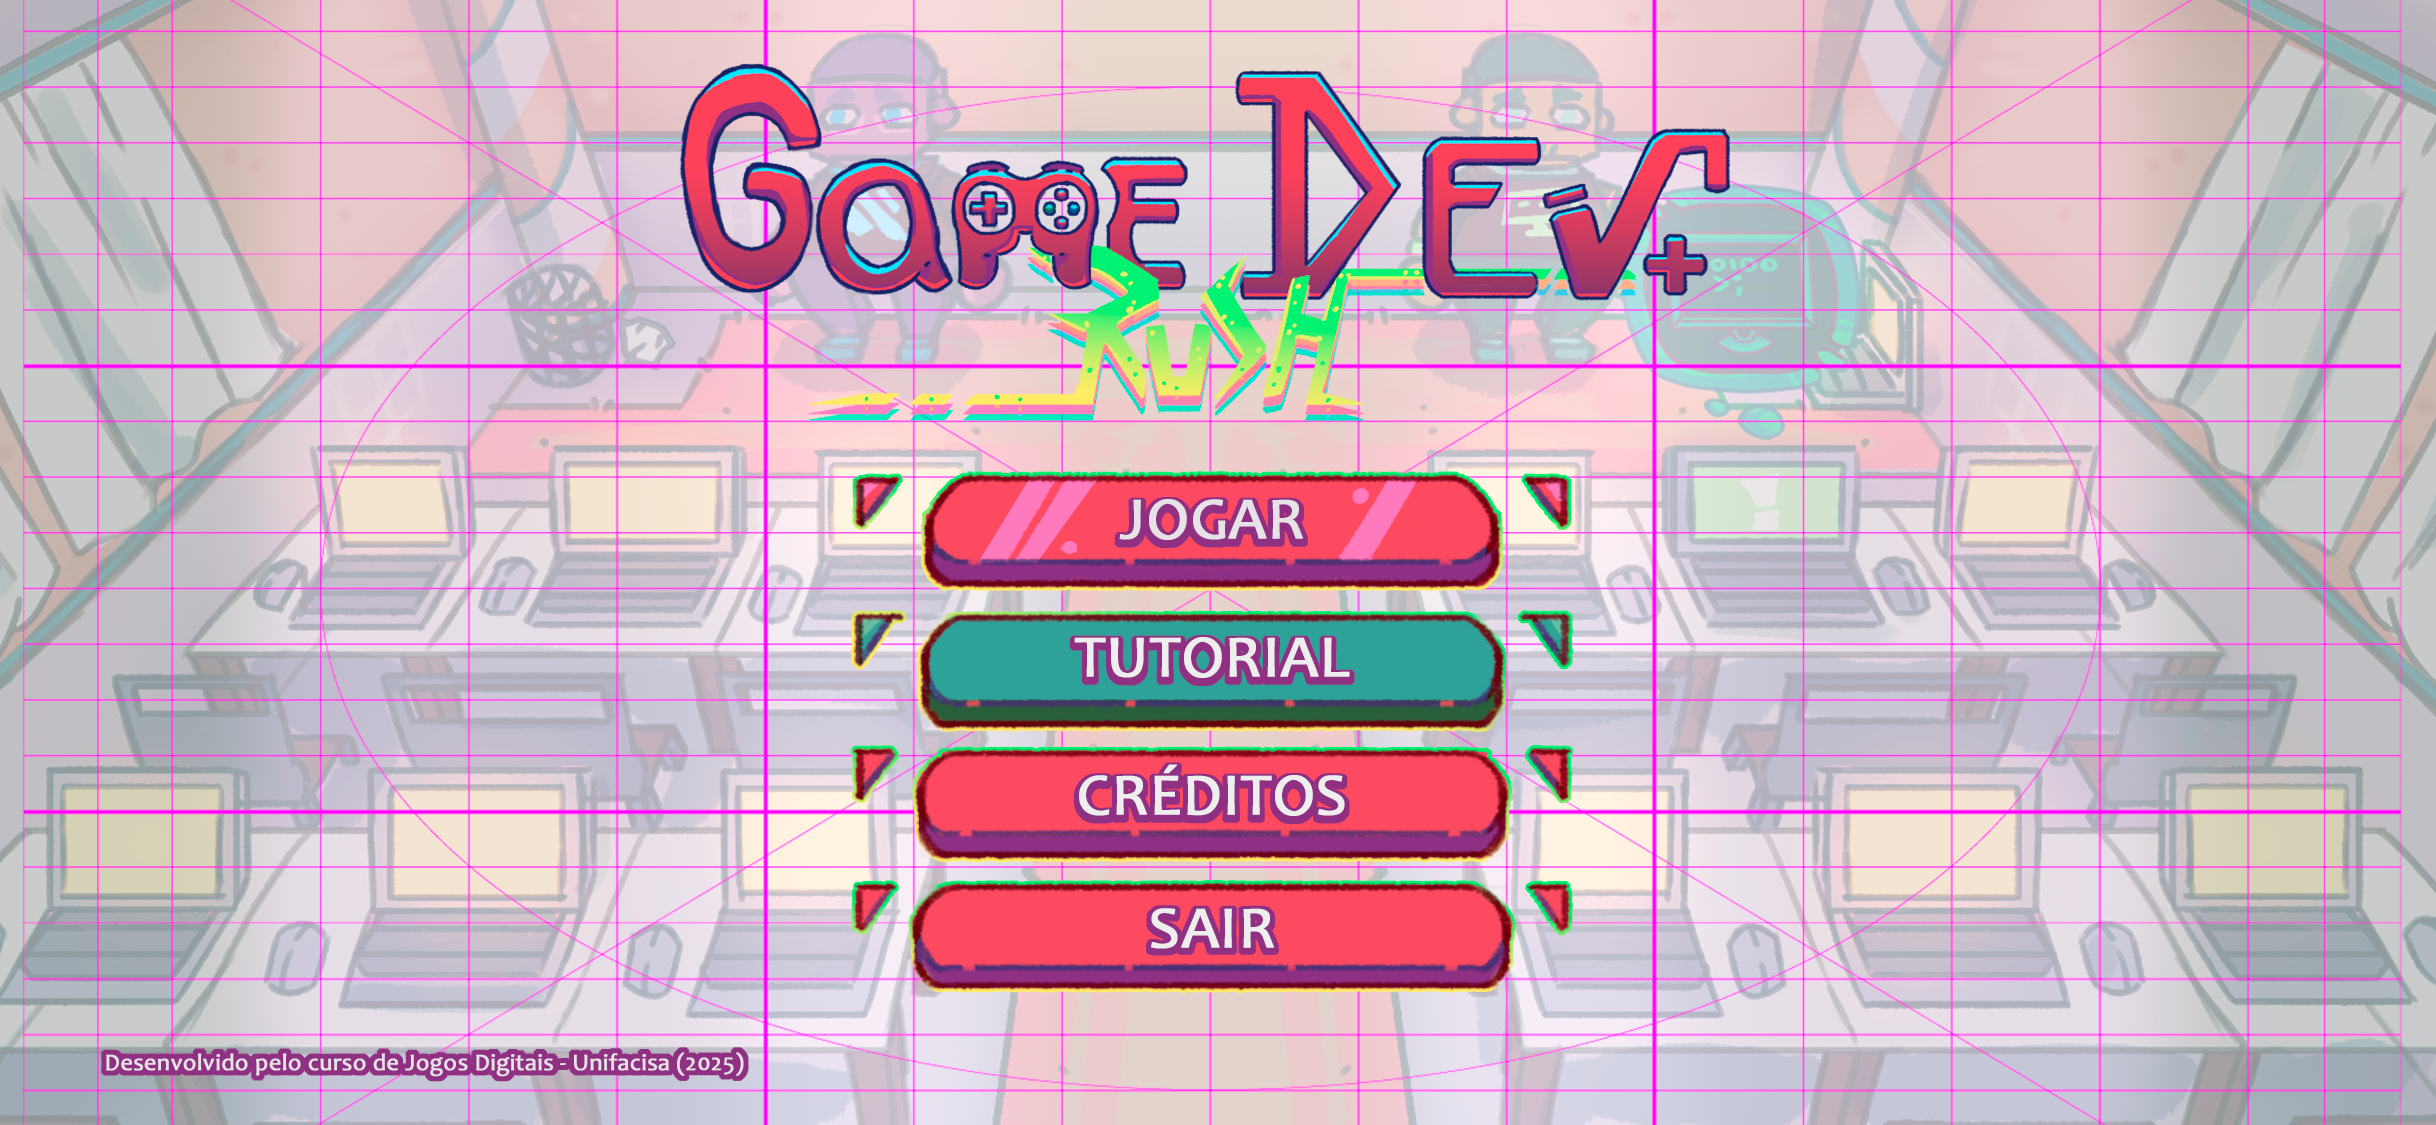 GAME DEV+
RUSH
JOGAR
TUTORIAL
CRÉDITOS
SAIR
Desenvolvido pelo curso de Jogos Digitais - Unifacisa (2025)